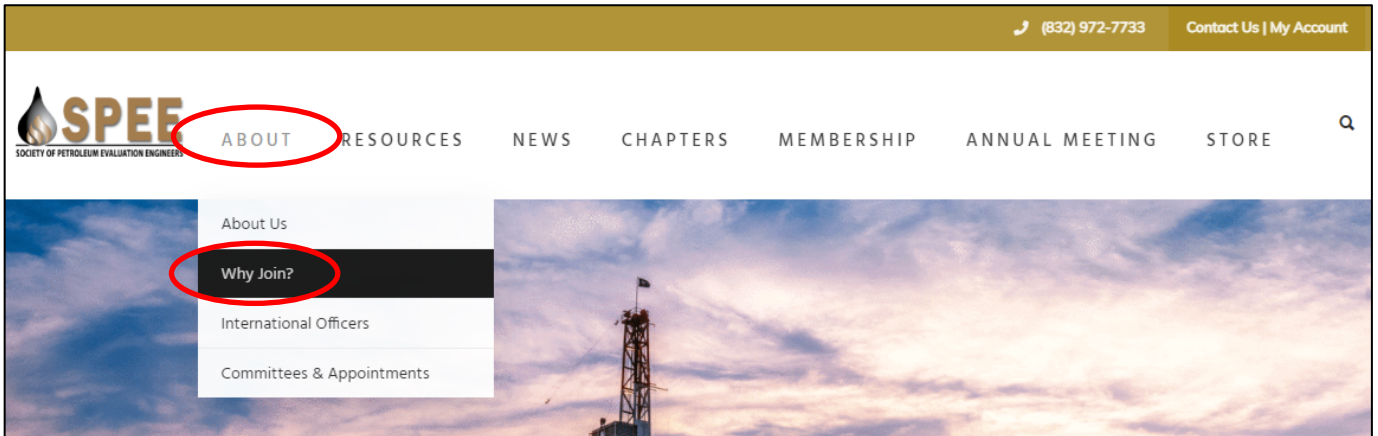 (832) 972-7733 Contact Us | My Account
SPEE
SOCIETY OF PETROLEUM EVALUATION ENGINEERS
ABOUT RESOURCES NEWS CHAPTERS MEMBERSHIP ANNUAL MEETING STORE
About Us
Why Join?
International Officers
Committees & Appointments